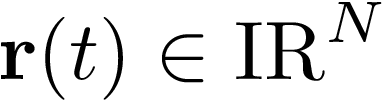 r(t) ∈ IR^N